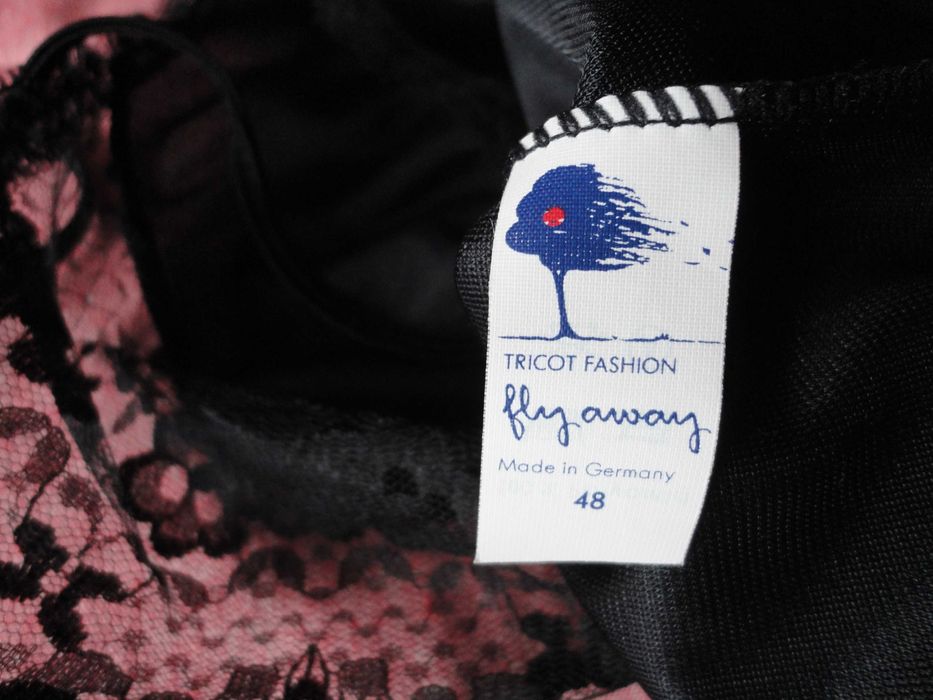 TRICOT FASHION
fly away
Made in Germany
48